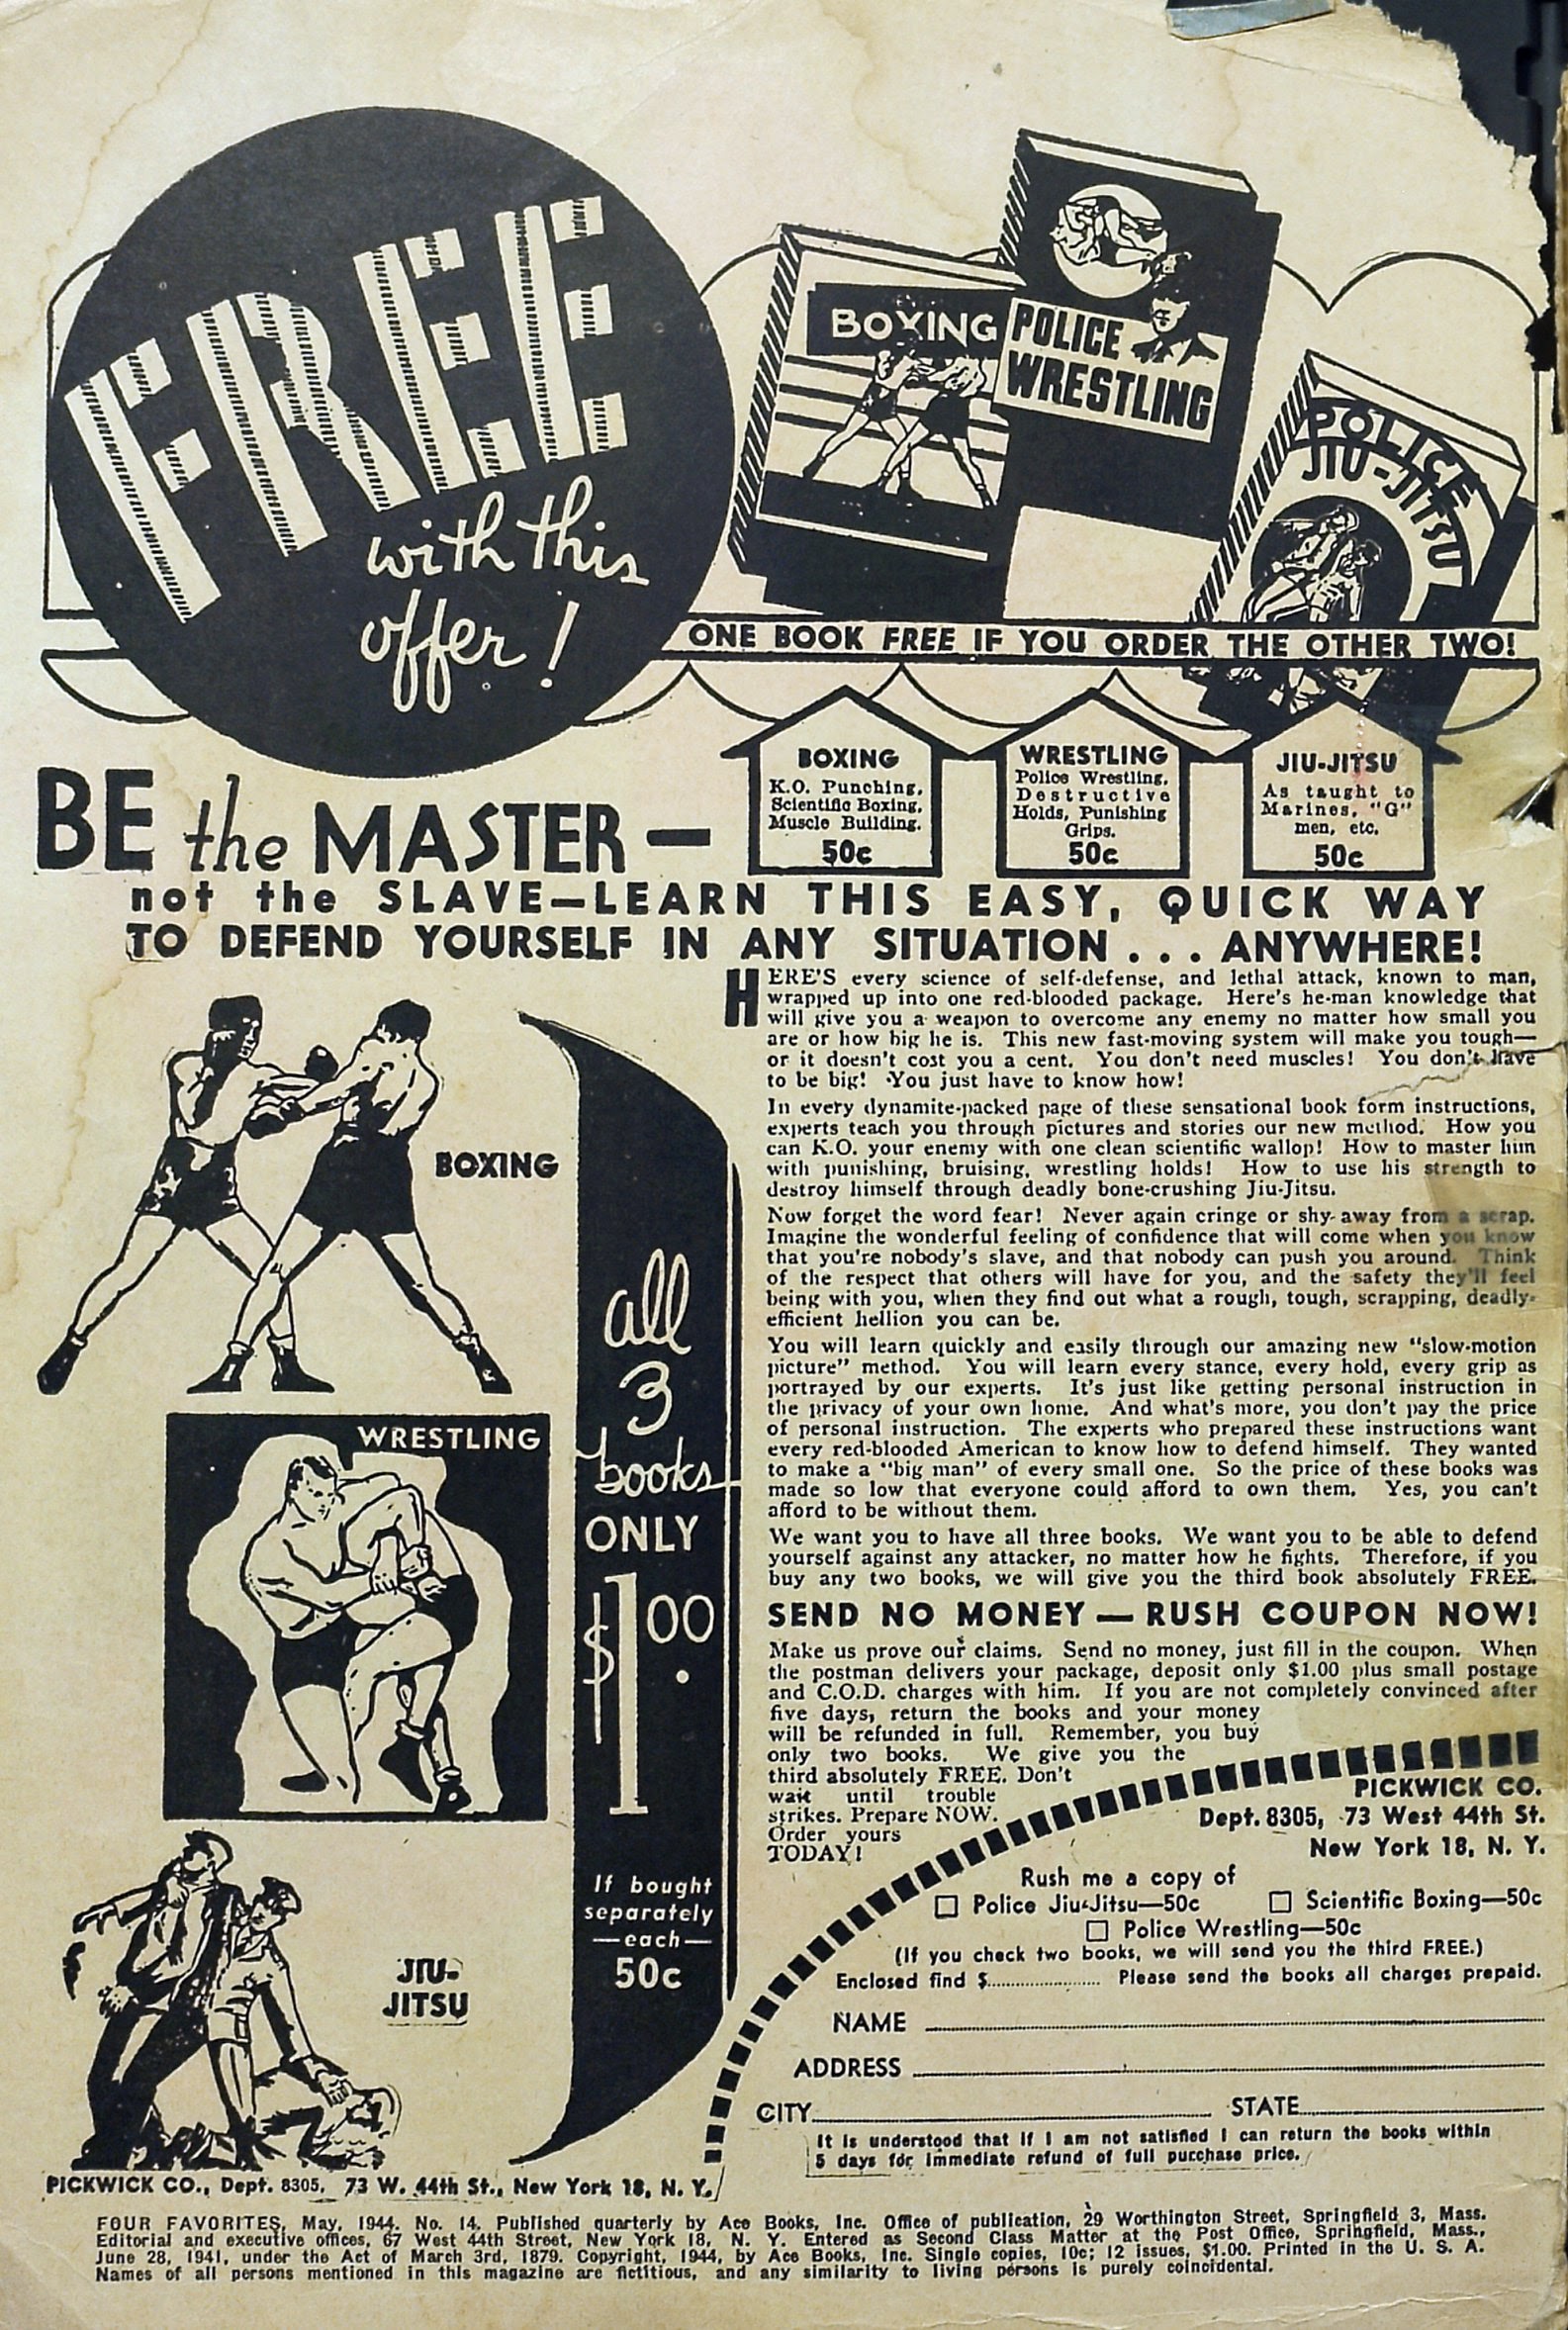 FREE
with this
offer!
BOXING
POLICE
WRESTLING
POLICE
JIU-JITSU
ONE BOOK FREE IF YOU ORDER THE OTHER TWO!
BOXING
K.O. Punching,
Scientific Boxing,
Muscle Building.
50c
WRESTLING
Police Wrestling,
Destructive
Holds, Punishing
Grips.
50c
JIU-JITSU
As taught to
Marines, "G"
men, etc.
50c
BE the MASTER—
not the SLAVE—LEARN THIS EASY, QUICK WAY
TO DEFEND YOURSELF IN ANY SITUATION . . . ANYWHERE!
BOXING
WRESTLING
JIU-
JITSU
all
3
books
ONLY
$1.00
If bought
separately
—each—
50c
HERE'S every science of self-defense, and lethal attack, known to man,
wrapped up into one red-blooded package. Here's he-man knowledge that
will give you a weapon to overcome any enemy no matter how small you
are or how big he is. This new fast-moving system will make you tough—
or it doesn't cost you a cent. You don't need muscles! You don't have
to be big! You just have to know how!
In every dynamite-packed page of these sensational book form instructions,
experts teach you through pictures and stories our new method. How you
can K.O. your enemy with one clean scientific wallop! How to master him
with punishing, bruising, wrestling holds! How to use his strength to
destroy himself through deadly bone-crushing Jiu-Jitsu.
Now forget the word fear! Never again cringe or shy away from a scrap.
Imagine the wonderful feeling of confidence that will come when you know
that you're nobody's slave, and that nobody can push you around. Think
of the respect that others will have for you, and the safety they'll feel
being with you, when they find out what a rough, tough, scrapping, deadly-
efficient hellion you can be.
You will learn quickly and easily through our amazing new "slow-motion
picture" method. You will learn every stance, every hold, every grip as
portrayed by our experts. It's just like getting personal instruction in
the privacy of your own home. And what's more, you don't pay the price
of personal instruction. The experts who prepared these instructions want
every red-blooded American to know how to defend himself. They wanted
to make a "big man" of every small one. So the price of these books was
made so low that everyone could afford to own them. Yes, you can't
afford to be without them.
We want you to have all three books. We want you to be able to defend
yourself against any attacker, no matter how he fights. Therefore, if you
buy any two books, we will give you the third book absolutely FREE.
SEND NO MONEY — RUSH COUPON NOW!
Make us prove our claims. Send no money, just fill in the coupon. When
the postman delivers your package, deposit only $1.00 plus small postage
and C.O.D. charges with him. If you are not completely convinced after
five days, return the books and your money
will be refunded in full. Remember, you buy
only two books. We give you the
third absolutely FREE. Don't
wait until trouble
strikes. Prepare NOW.
Order yours
TODAY!
PICKWICK CO.
Dept. 8305, 73 West 44th St.
New York 18, N. Y.
Rush me a copy of
☐ Police Jiu-Jitsu—50c ☐ Scientific Boxing—50c
☐ Police Wrestling—50c
(If you check two books, we will send you the third FREE.)
Enclosed find $........................ Please send the books all charges prepaid.
NAME
ADDRESS
CITY STATE
It is understood that if I am not satisfied I can return the books within
5 days for immediate refund of full purchase price.
PICKWICK CO., Dept. 8305, 73 W. 44th St., New York 18, N. Y.
FOUR FAVORITES, May, 1944. No. 14. Published quarterly by Ace Books, Inc. Office of publication, 29 Worthington Street, Springfield 3, Mass.
Editorial and executive offices, 67 West 44th Street, New York 18, N. Y. Entered as Second Class Matter at the Post Office, Springfield, Mass.,
June 28, 1941, under the Act of March 3rd, 1879. Copyright, 1944, by Ace Books, Inc. Single copies, 10c; 12 issues, $1.00. Printed in the U. S. A.
Names of all persons mentioned in this magazine are fictitious, and any similarity to living persons is purely coincidental.